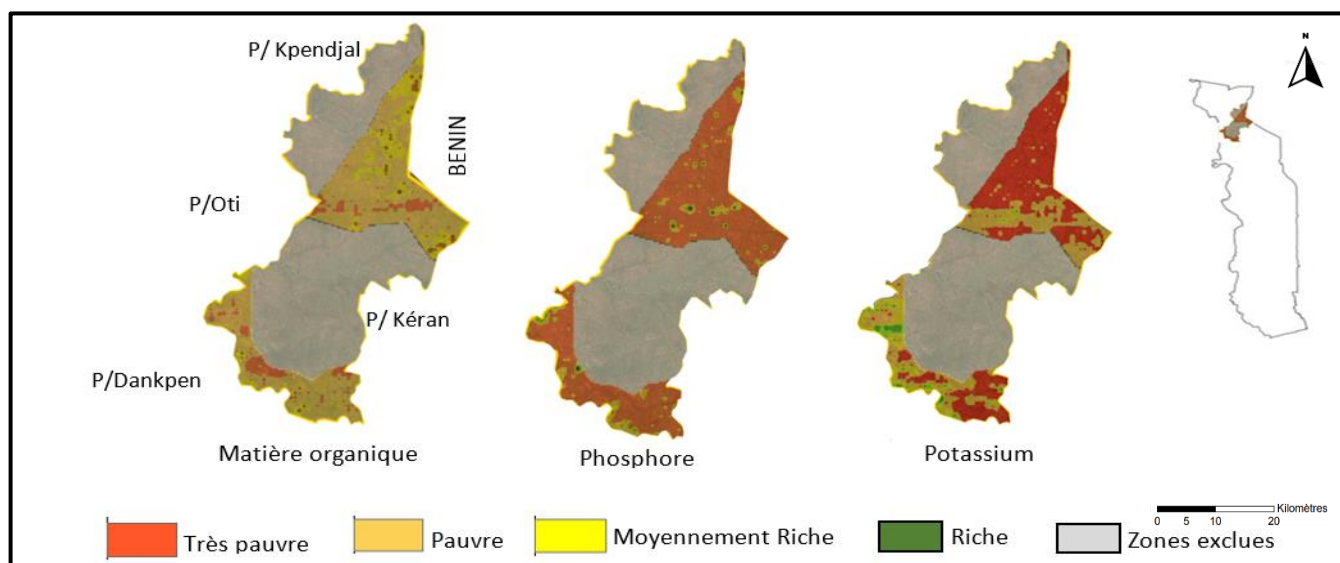 N
P/ Kpendjal
BENIN
P/Oti
P/ Kéran
P/Dankpen
Matière organique
Phosphore
Potassium
Kilomètres
0 5 10 20
Très pauvre
Pauvre
Moyennement Riche
Riche
Zones exclues